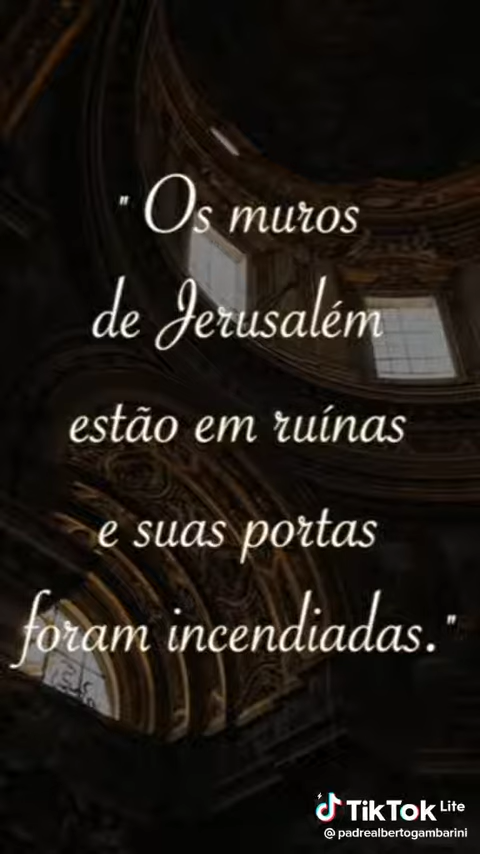 " Os muros
de Jerusalém
estão em ruínas
e suas portas
foram incendiadas."
TikTok Lite
@ padrealbertogambarini